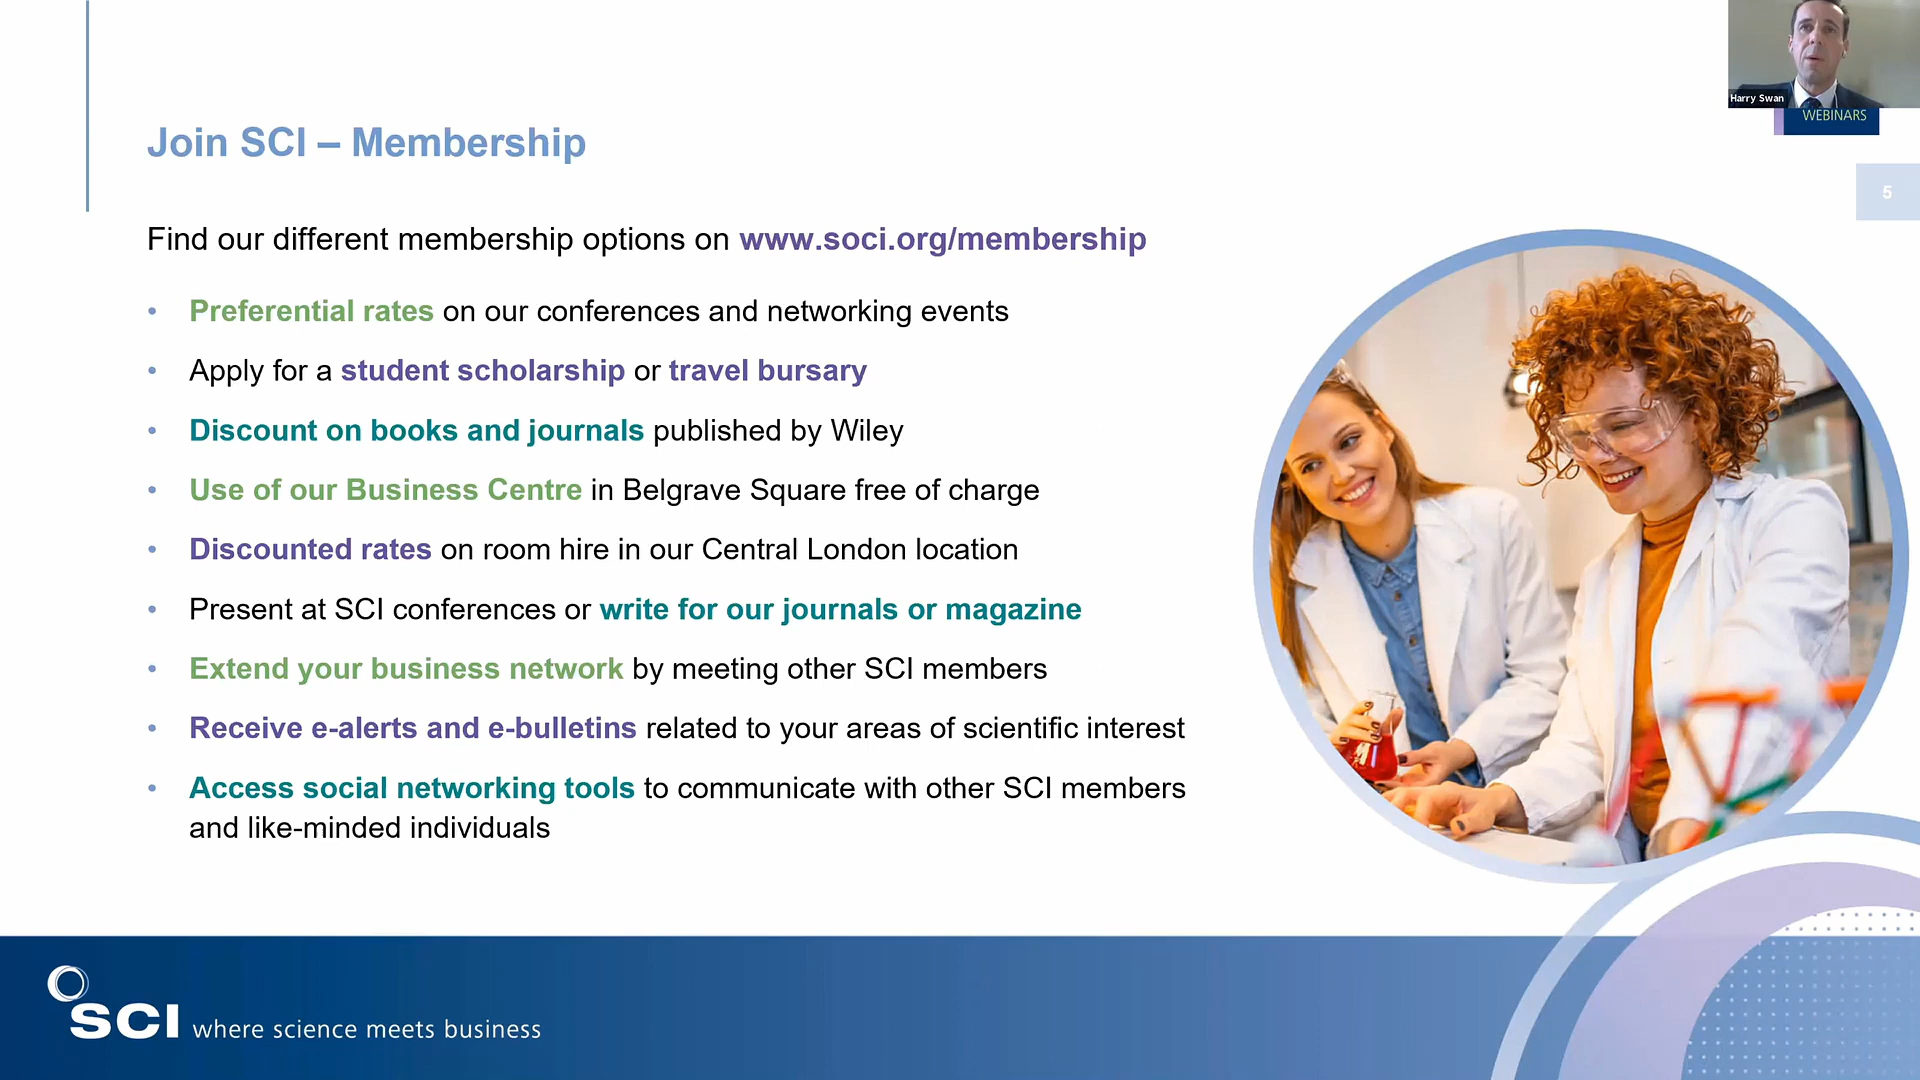 Harry Swan
WEBINARS
5
Join SCI – Membership
Find our different membership options on www.soci.org/membership
• Preferential rates on our conferences and networking events
• Apply for a student scholarship or travel bursary
• Discount on books and journals published by Wiley
• Use of our Business Centre in Belgrave Square free of charge
• Discounted rates on room hire in our Central London location
• Present at SCI conferences or write for our journals or magazine
• Extend your business network by meeting other SCI members
• Receive e-alerts and e-bulletins related to your areas of scientific interest
• Access social networking tools to communicate with other SCI members
and like-minded individuals
SCI where science meets business